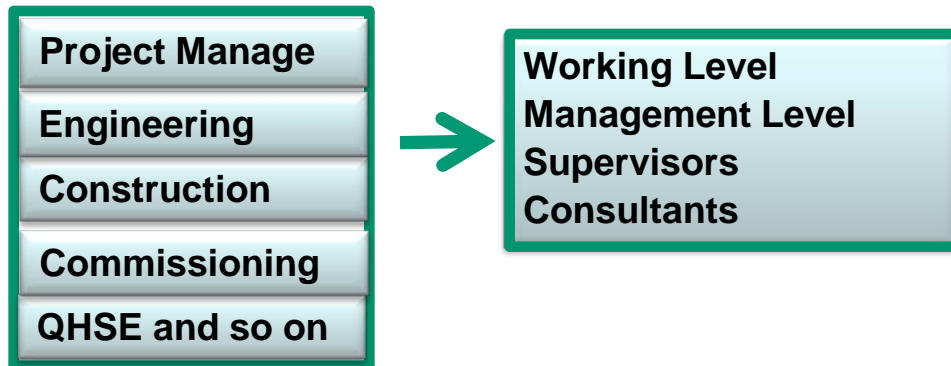 Project Manage
Engineering
Construction
Commissioning
QHSE and so on
Working Level
Management Level
Supervisors
Consultants